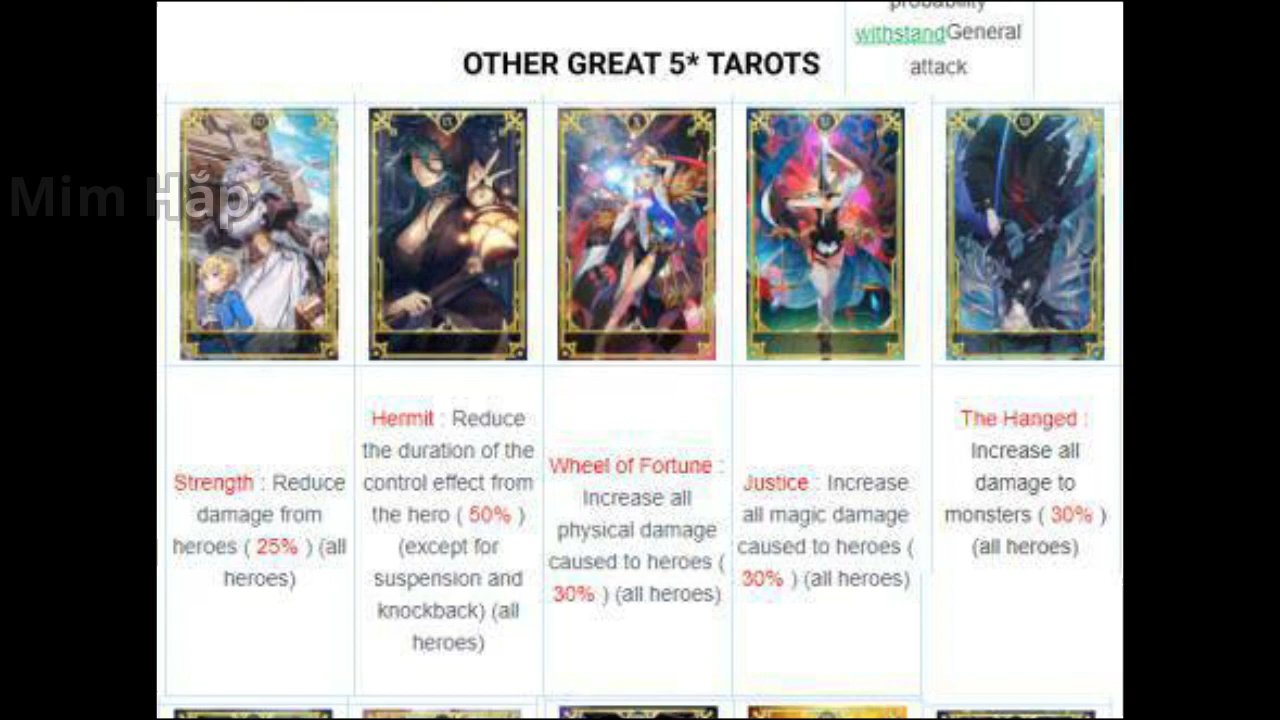 probability
withstandGeneral
attack
OTHER GREAT 5* TAROTS
Mim Hắp
Strength : Reduce
damage from
heroes ( 25% ) (all
heroes)
Hermit : Reduce
the duration of the
control effect from
the hero ( 50% )
(except for
suspension and
knockback) (all
heroes)
Wheel of Fortune :
Increase all
physical damage
caused to heroes (
30% ) (all heroes)
Justice : Increase
all magic damage
caused to heroes (
30% ) (all heroes)
The Hanged :
Increase all
damage to
monsters ( 30% )
(all heroes)